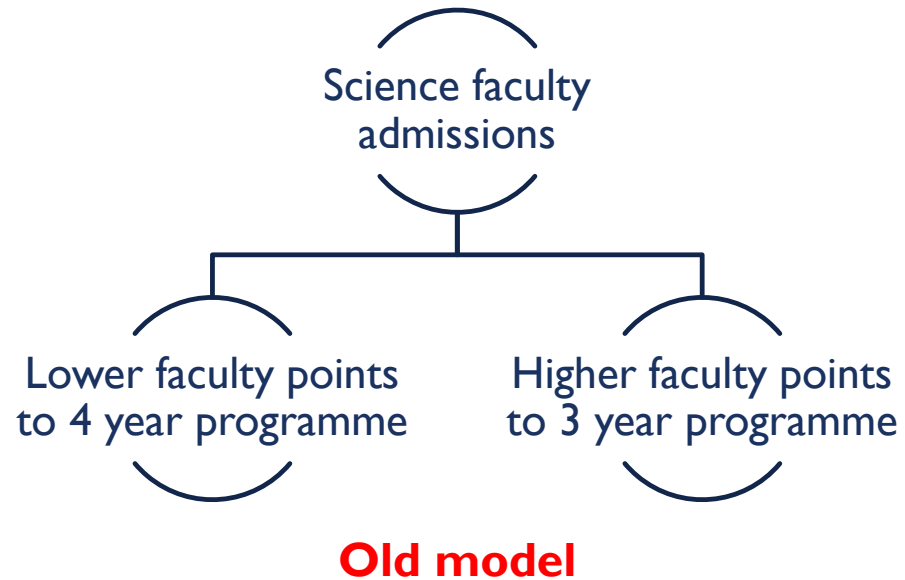 Science faculty
admissions
Lower faculty points
to 4 year programme
Higher faculty points
to 3 year programme
Old model